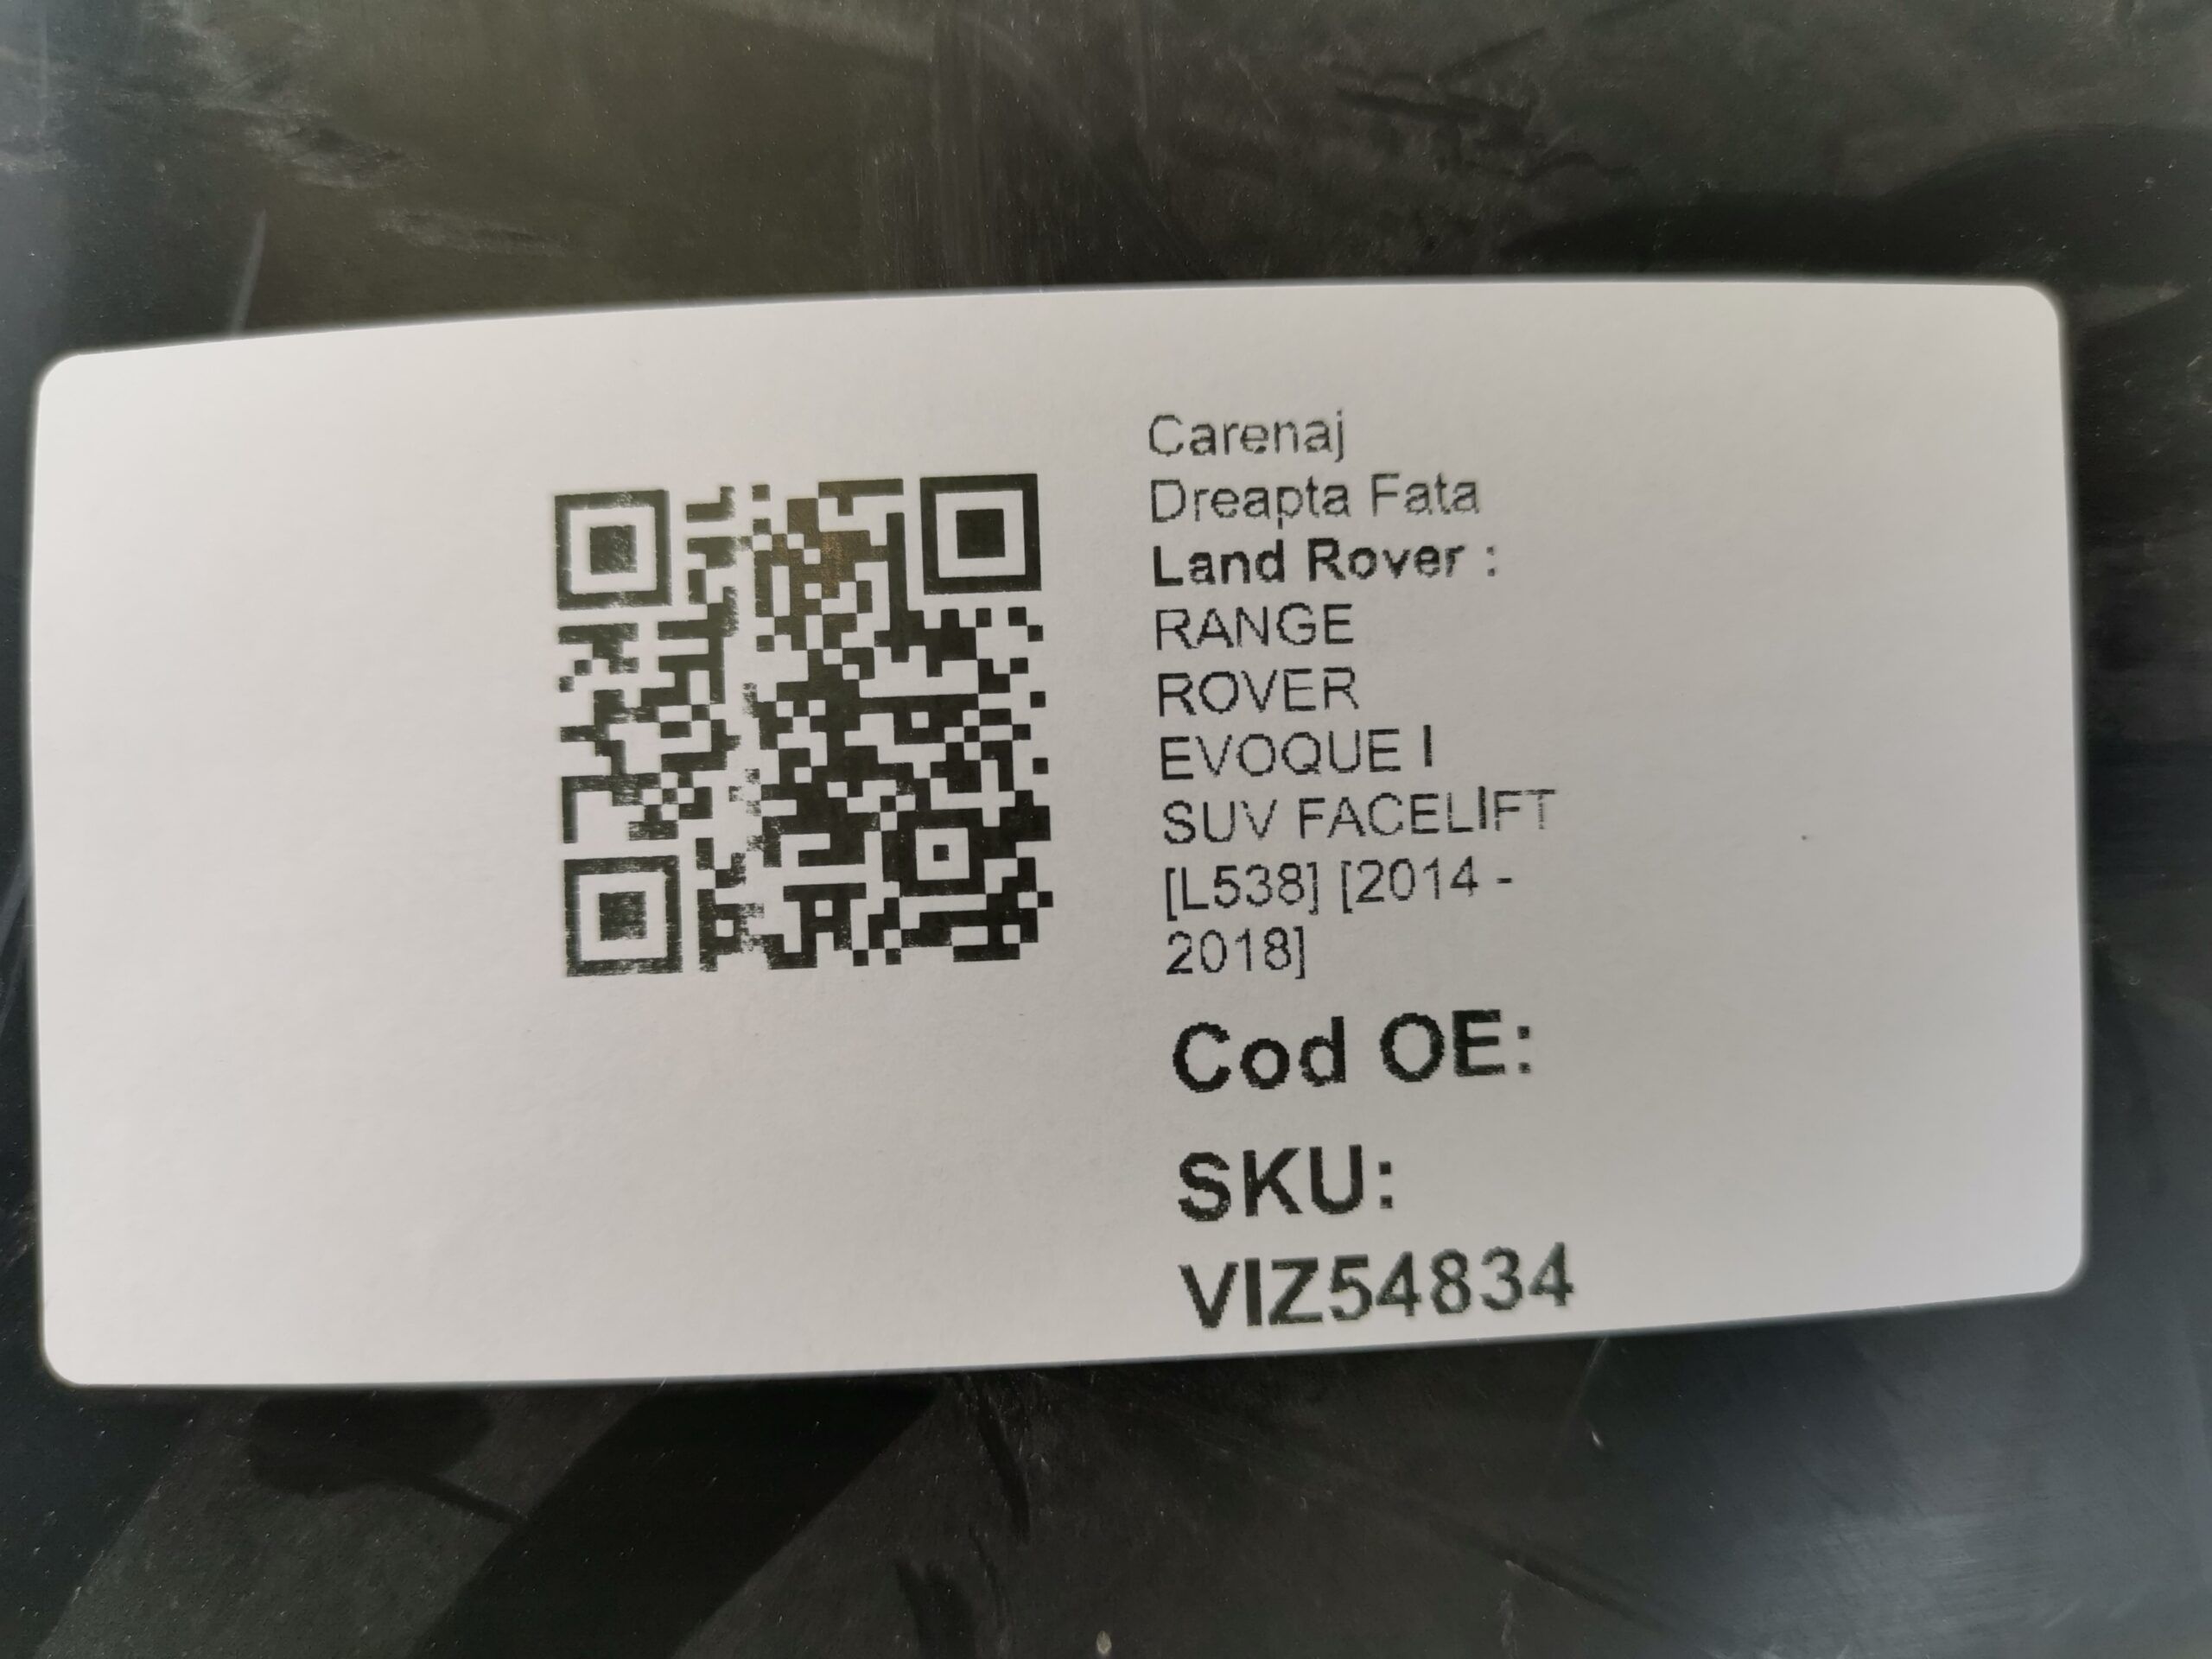 Carenaj
Dreapta Fata
Land Rover :
RANGE
ROVER
EVOQUE I
SUV FACELIFT
[L538] [2014 -
2018]
Cod OE:
SKU:
VIZ54834